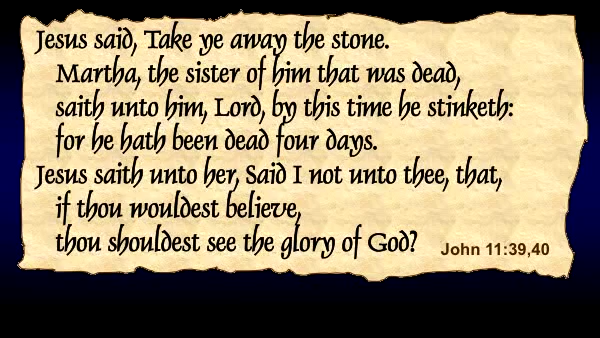 Jesus said, Take ye away the stone.
Martha, the sister of him that was dead,
saith unto him, Lord, by this time he stinketh:
for he hath been dead four days.
Jesus saith unto her, Said I not unto thee, that,
if thou wouldest believe,
thou shouldest see the glory of God?
John 11:39,40